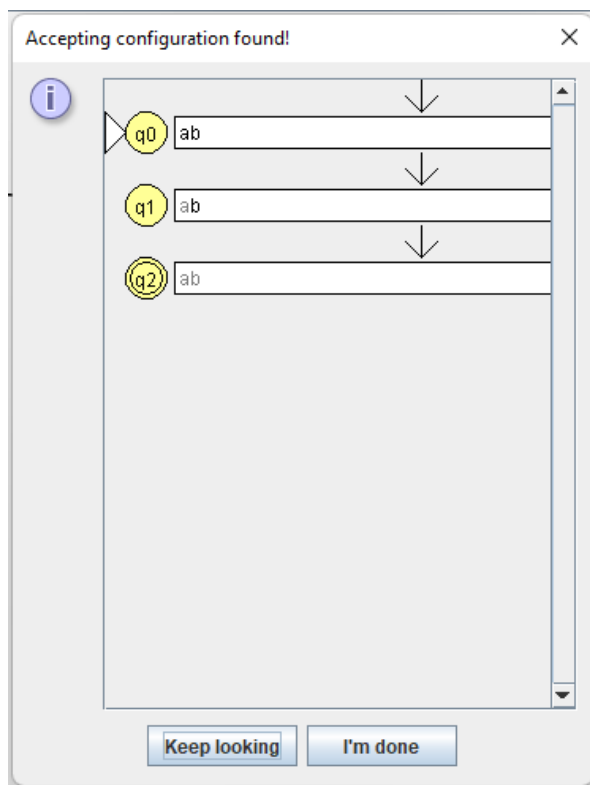 Accepting configuration found!
i
q0 ab
q1 ab
q2 ab
Keep looking I'm done